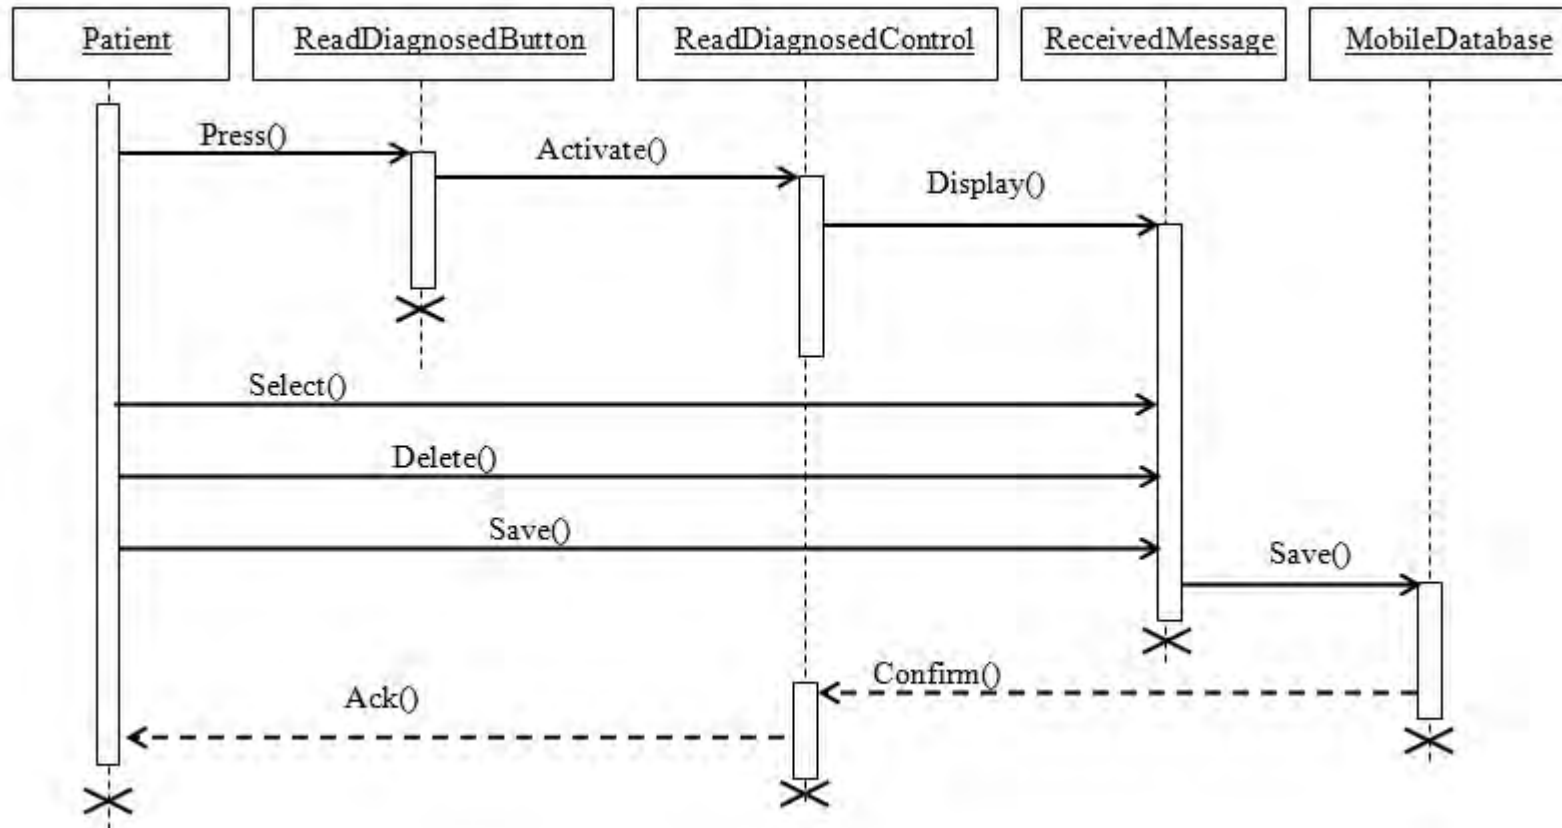 Patient
ReadDiagnosedButton
ReadDiagnosedControl
ReceivedMessage
MobileDatabase
Press()
Activate()
Display()
Select()
Delete()
Save()
Save()
Confirm()
Ack()